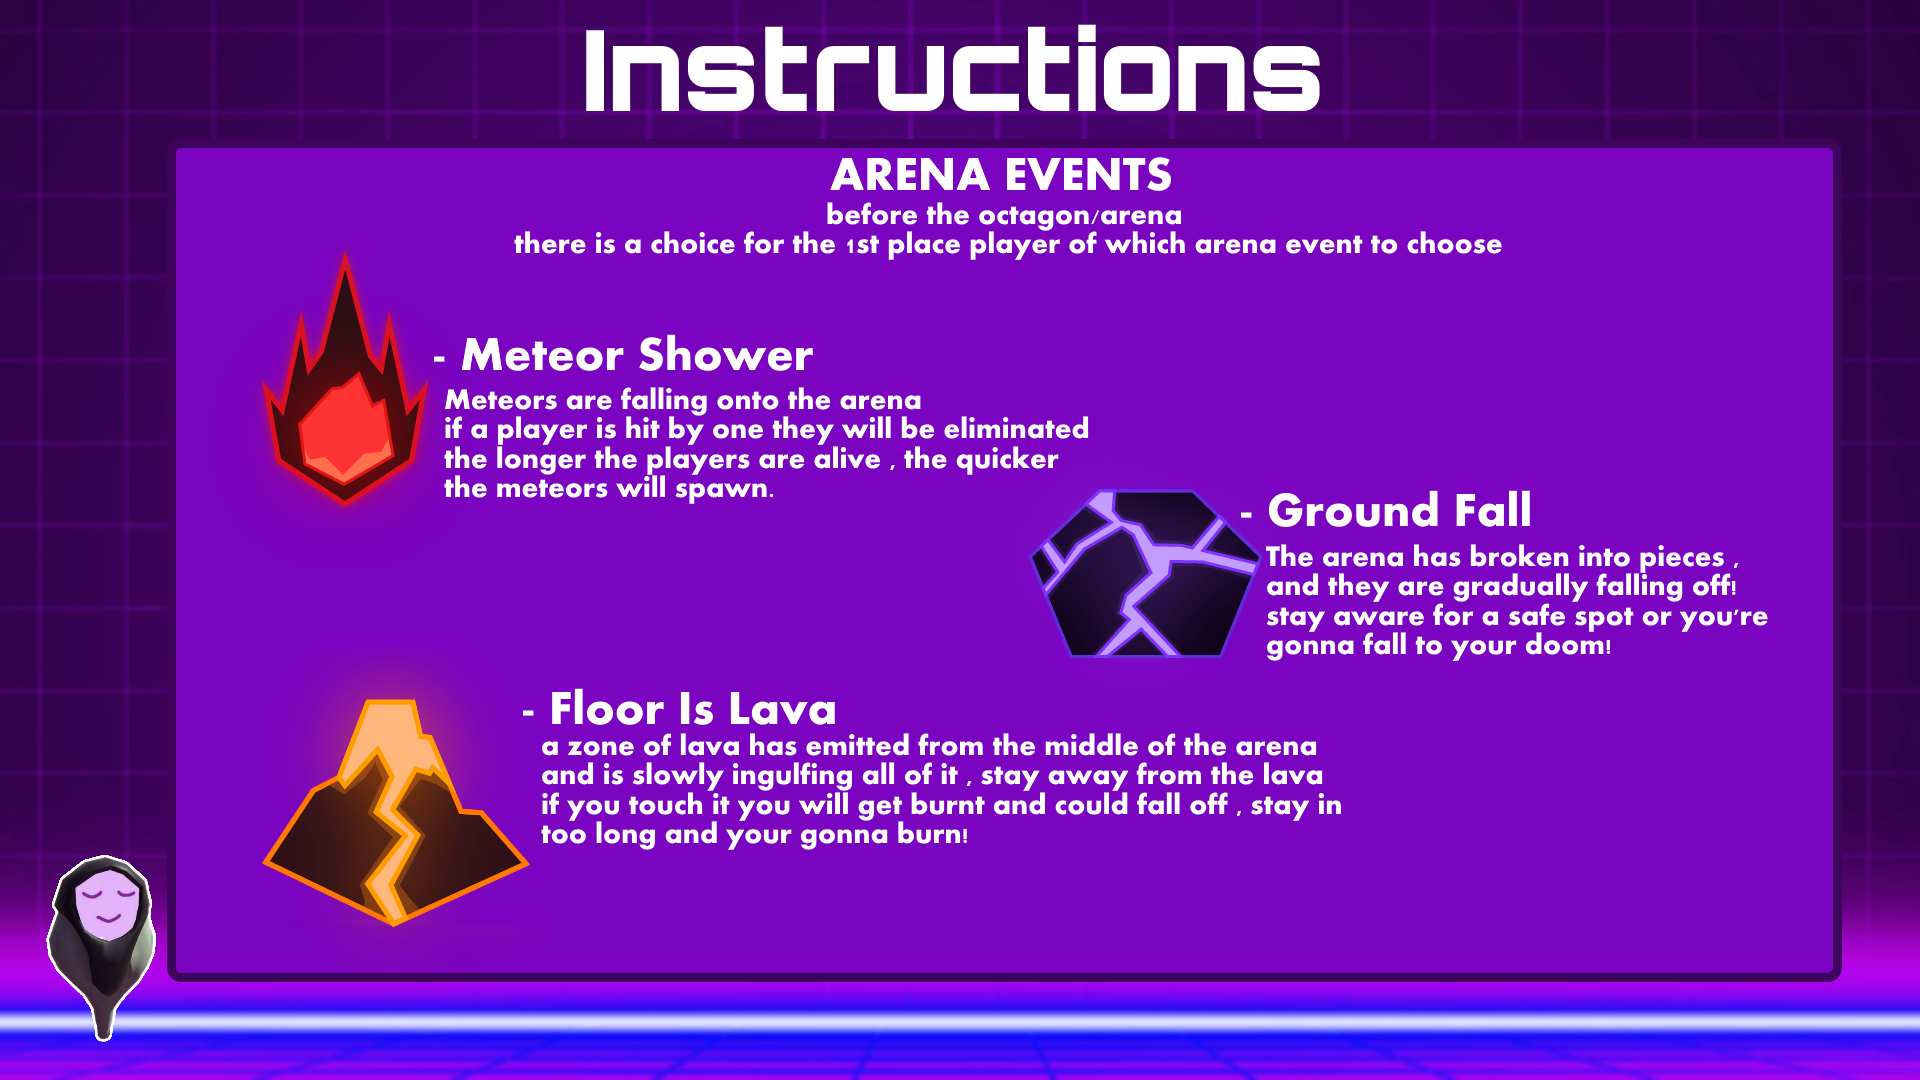 Instructions
ARENA EVENTS
before the octagon/arena
there is a choice for the 1st place player of which arena event to choose
- Meteor Shower
Meteors are falling onto the arena
if a player is hit by one they will be eliminated
the longer the players are alive , the quicker
the meteors will spawn.
- Ground Fall
The arena has broken into pieces ,
and they are gradually falling off!
stay aware for a safe spot or you're
gonna fall to your doom!
- Floor Is Lava
a zone of lava has emitted from the middle of the arena
and is slowly ingulfing all of it , stay away from the lava
if you touch it you will get burnt and could fall off , stay in
too long and your gonna burn!